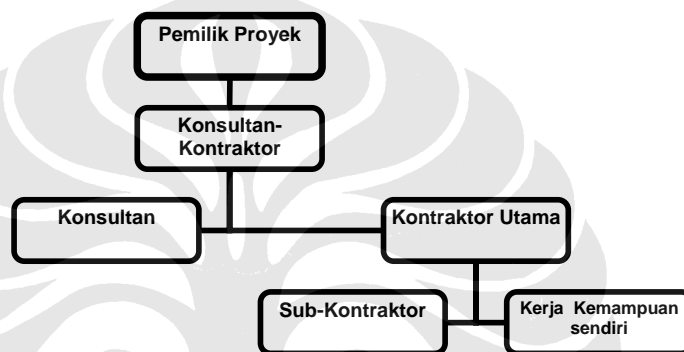 Pemilik Proyek
Konsultan-
Kontraktor
Konsultan
Kontraktor Utama
Sub-Kontraktor
Kerja Kemampuan
sendiri